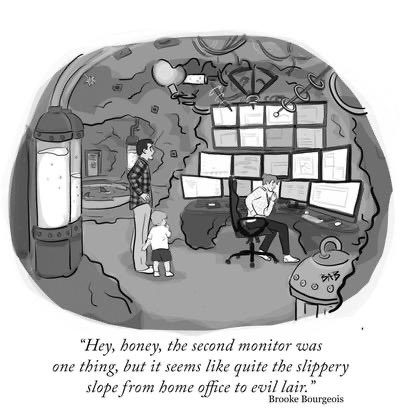 “Hey, honey, the second monitor was
one thing, but it seems like quite the slippery
slope from home office to evil lair.”
Brooke Bourgeois